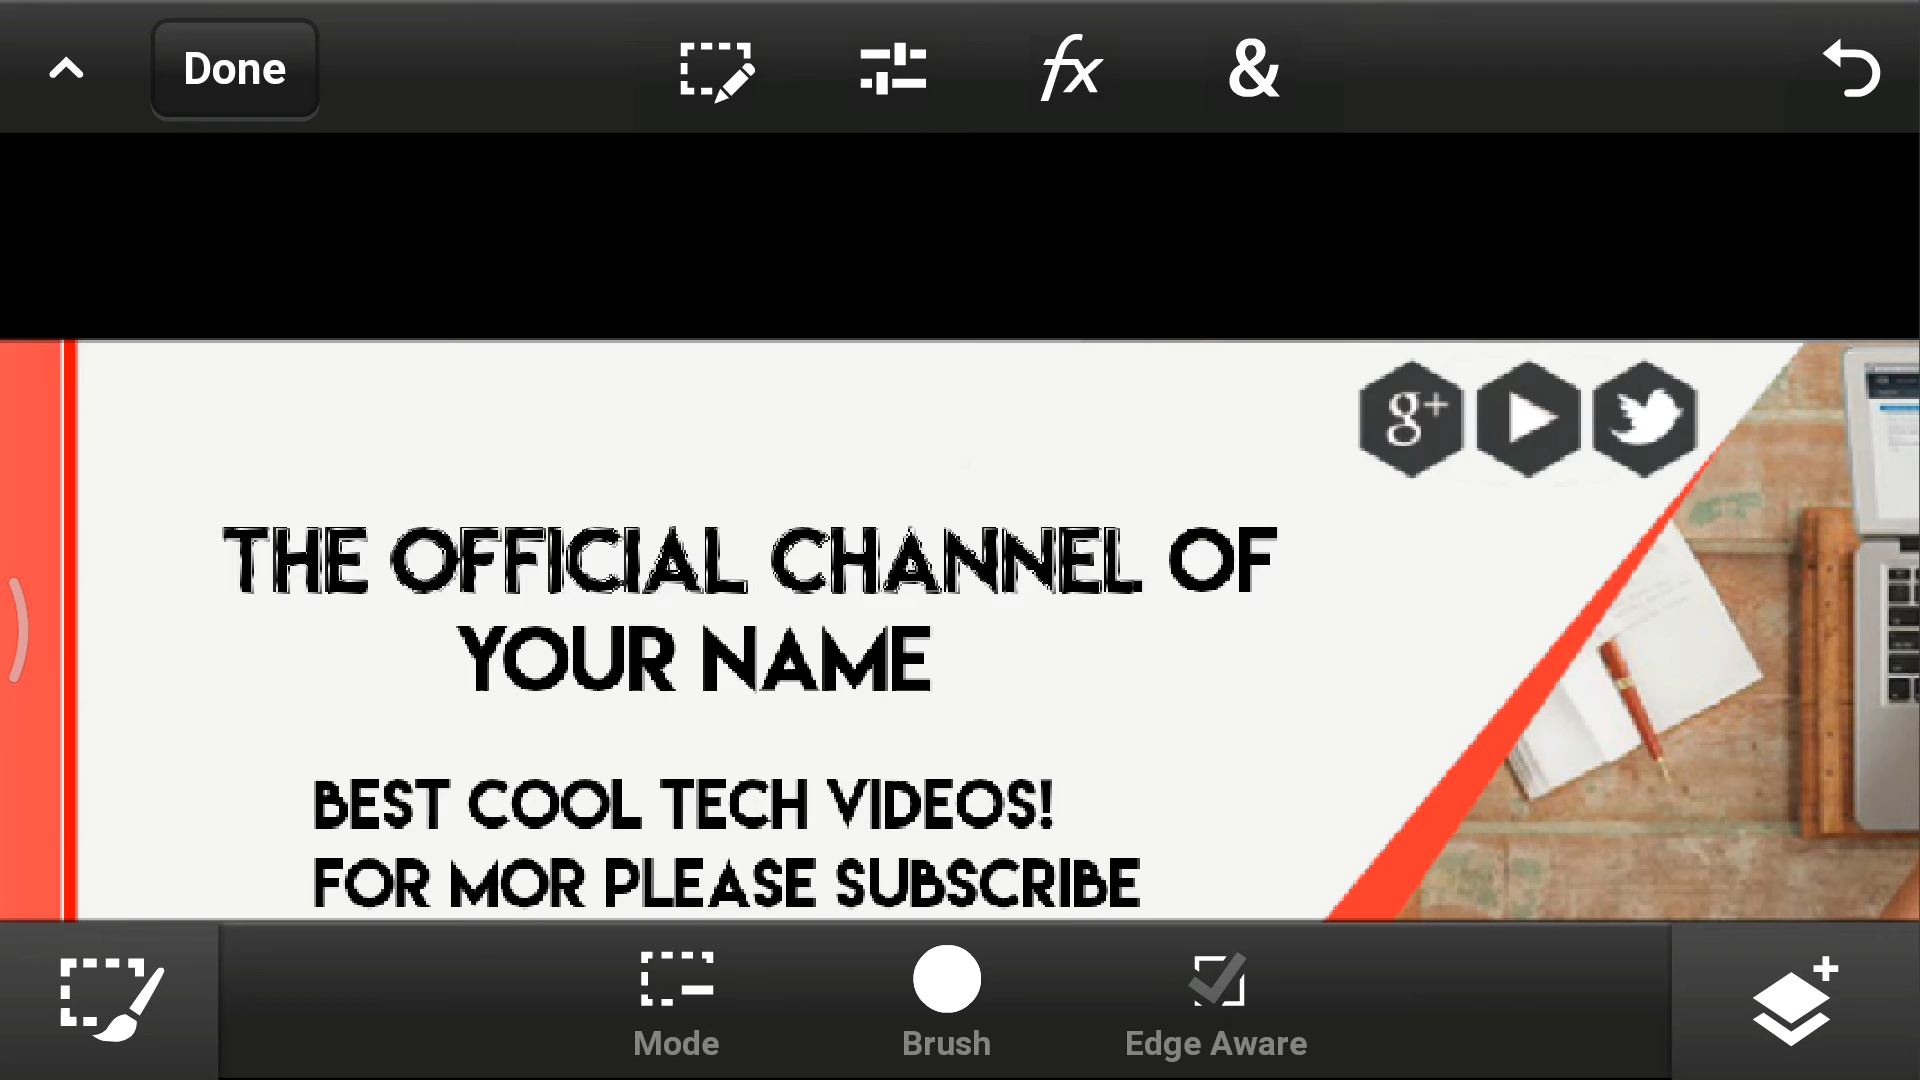 Done
fx
&
g+
THE OFFICIAL CHANNEL OF
YOUR NAME
BEST COOL TECH VIDEOS!
FOR MOR PLEASE SUBSCRIBE
Mode
Brush
Edge Aware